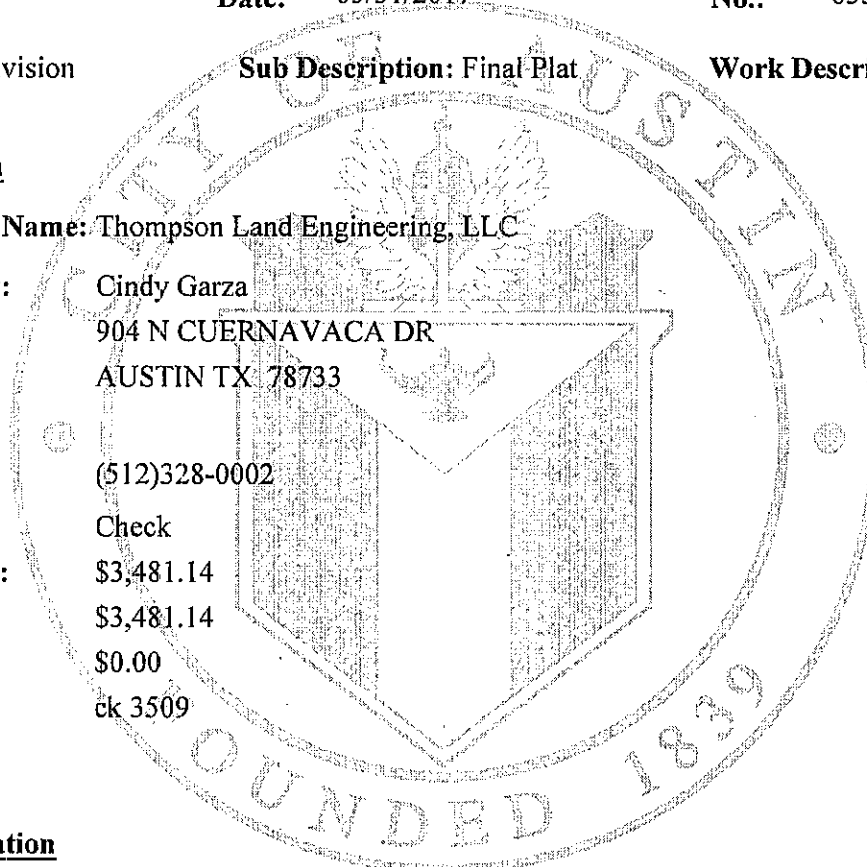 Date:
No.:
vision Sub Description: Final Plat Work Descr
Name: Thompson Land Engineering, LLC
: Cindy Garza
904 N CUERNAVACA DR
AUSTIN TX 78733
(512)328-0002
Check
: $3,481.14
$3,481.14
$0.00
ck 3509
ation
CITY OF AUSTIN
FOUNDED 1839